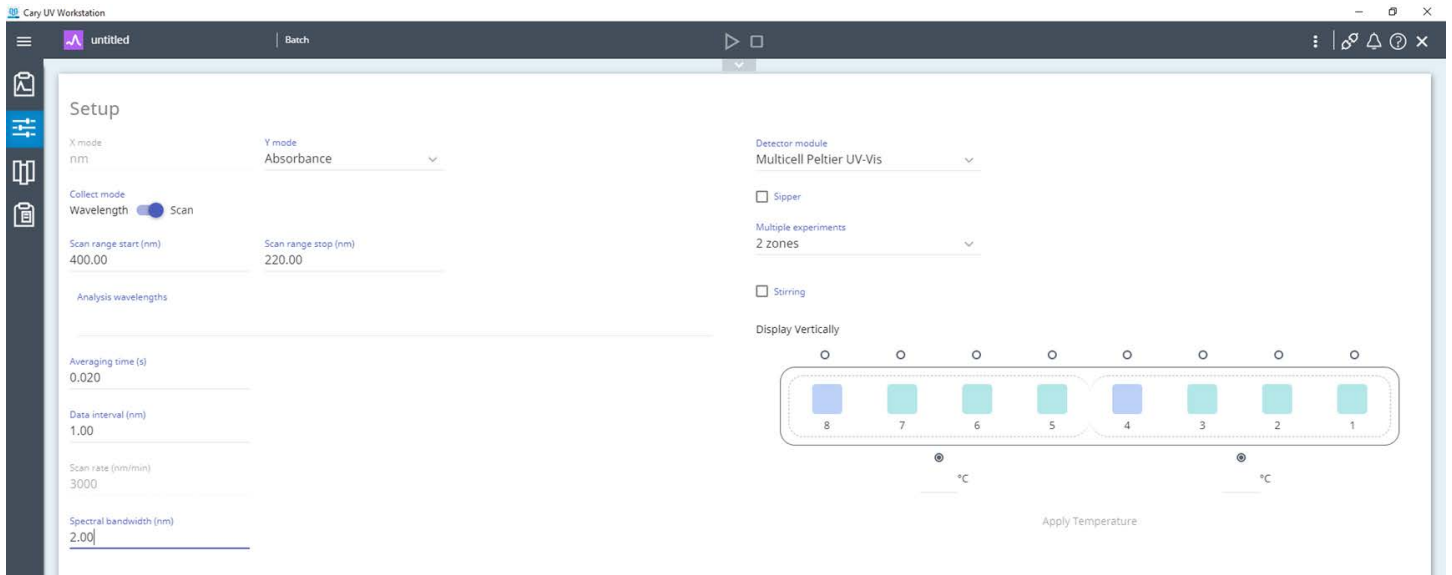 Cary UV Workstation
untitled
Batch
Setup
X mode
nm
Y mode
Absorbance
Collect mode
Wavelength Scan
Scan range start (nm)
400.00
Scan range stop (nm)
220.00
Analysis wavelengths
Averaging time (s)
0.020
Data interval (nm)
1.00
Scan rate (nm/min)
3000
Spectral bandwidth (nm)
2.00
Detector module
Multicell Peltier UV-Vis
Sipper
Multiple experiments
2 zones
Stirring
Display Vertically
8 7 6 5 4 3 2 1
°C °C
Apply Temperature